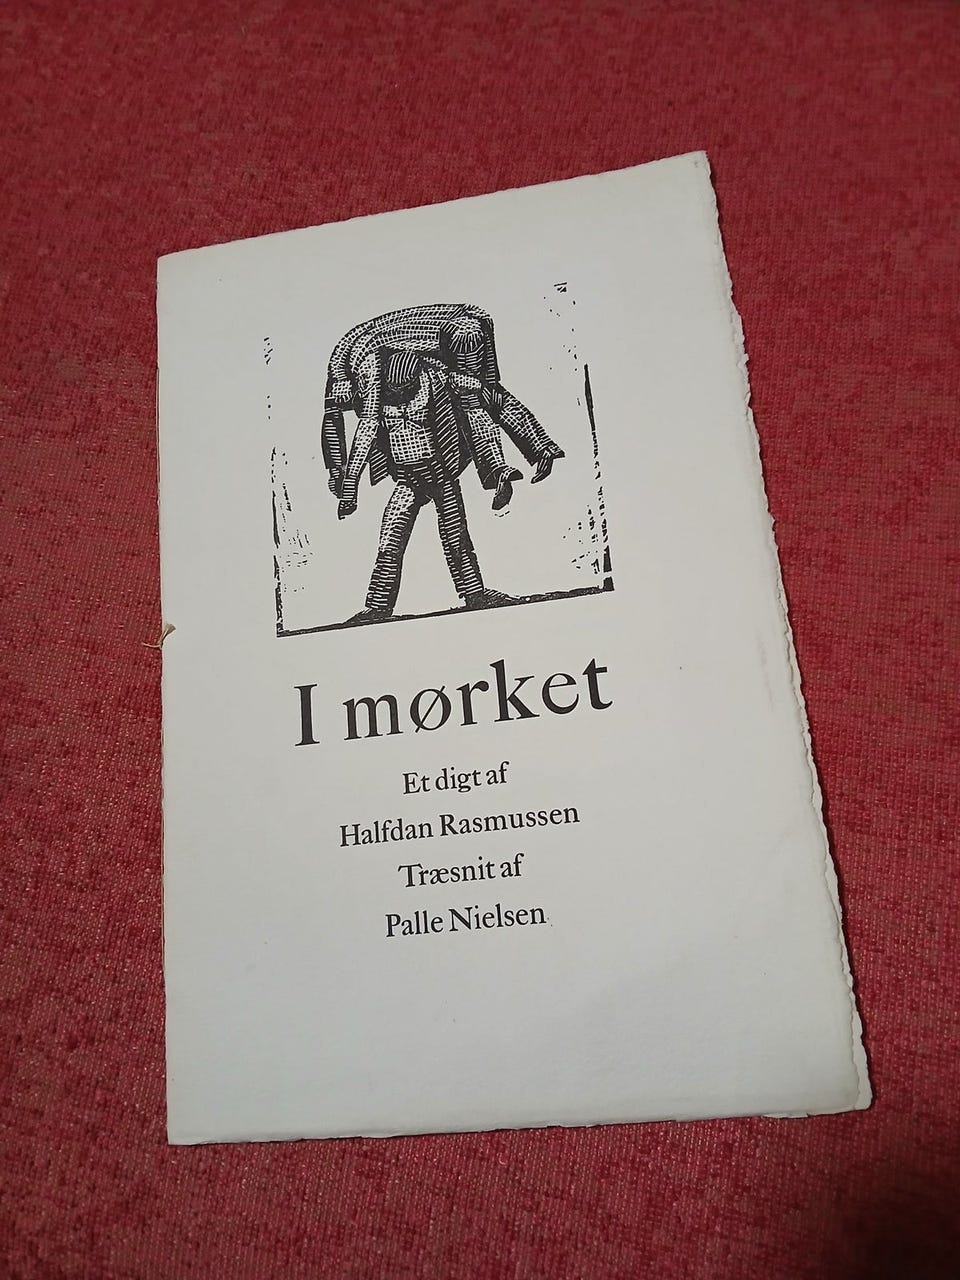 I mørket
Et digt af
Halfdan Rasmussen
Træsnit af
Palle Nielsen